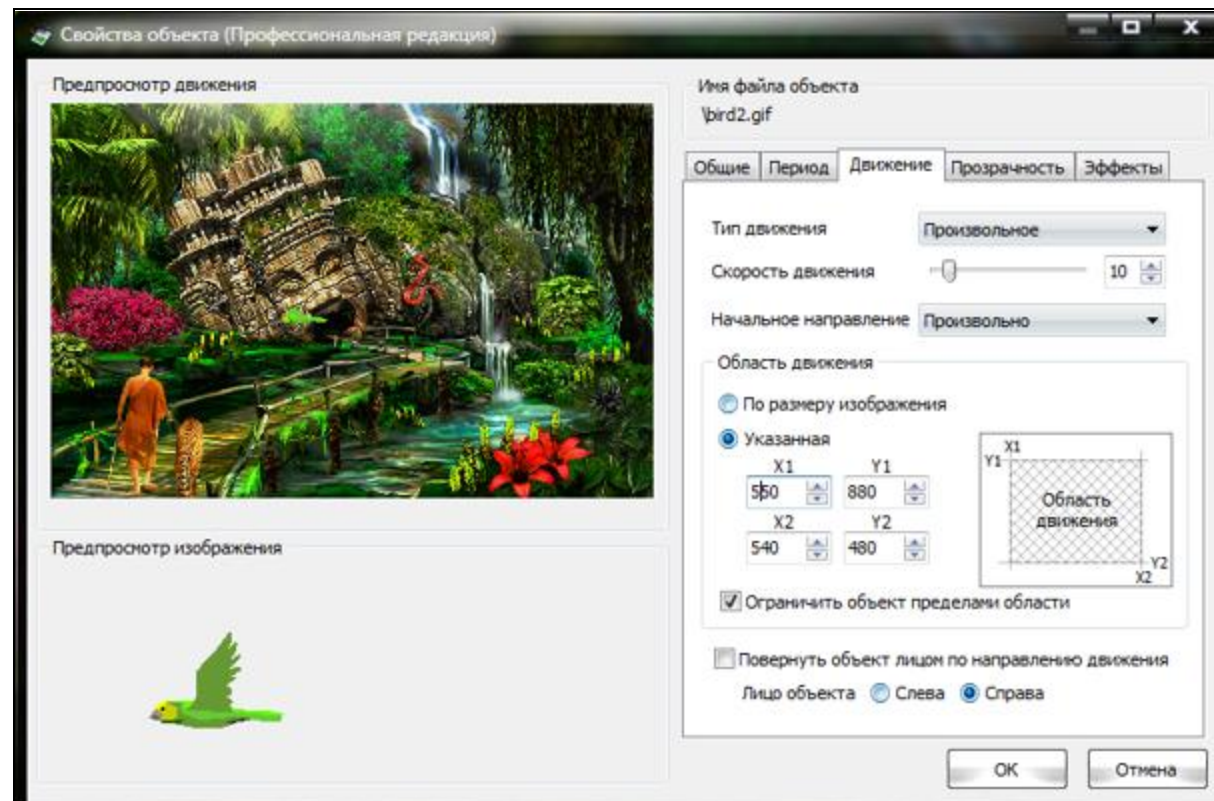 Свойства объекта (Профессиональная редакция)
Предпросмотр движения
Имя файла объекта
\bird2.gif
Общие Период Движение Прозрачность Эффекты
Тип движения Произвольное
Скорость движения 10
Начальное направление Произвольно
Область движения
По размеру изображения
Указанная
X1 Y1
550 880
X2 Y2
540 480
X1
Y1
Область
движения
Y2
X2
Ограничить объект пределами области
Предпросмотр изображения
Повернуть объект лицом по направлению движения
Лицо объекта Слева Справа
OK Отмена